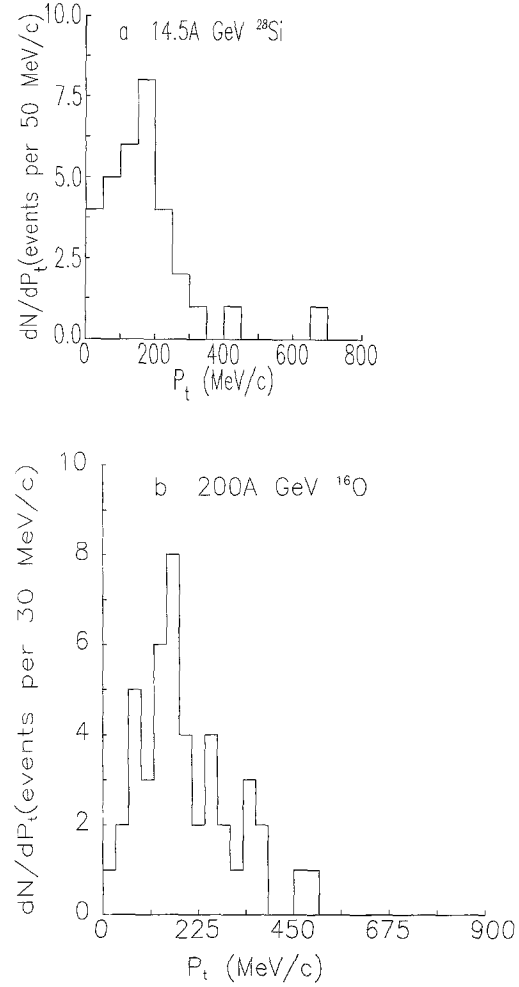 a 14.5A GeV ²⁸Si
dN/dPₜ(events per 50 MeV/c)
10.0
7.5
5.0
2.5
0.0
0 200 400 600 800
Pₜ (MeV/c)
b 200A GeV ¹⁶O
dN/dPₜ(events per 30 MeV/c)
10
8
6
4
2
0
0 225 450 675 900
Pₜ (MeV/c)